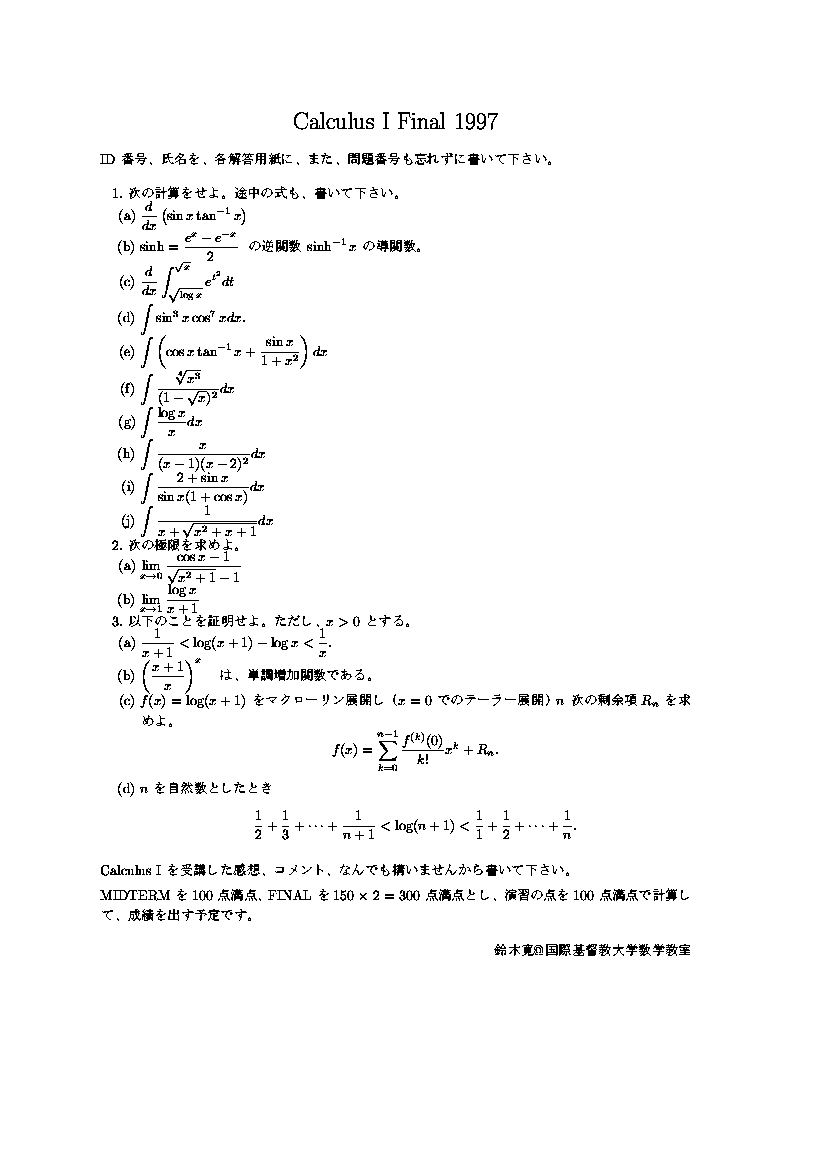 Calculus I Final 1997
ID 番号、氏名を、各解答用紙に、また、問題番号も忘れずに書いて下さい。
1. 次の計算をせよ。途中の式も、書いて下さい。
(a) $\frac{d}{dx}\left(\sin x \tan^{-1} x\right)$
(b) $\sinh = \frac{e^x - e^{-x}}{2}$ の逆関数 $\sinh^{-1} x$ の導関数。
(c) $\frac{d}{dx}\int_{\sqrt{\log x}}^{\sqrt{x}} e^{t^2} dt$
(d) $\int \sin^3 x \cos^7 x dx.$
(e) $\int \left(\cos x \tan^{-1} x + \frac{\sin x}{1+x^2}\right) dx$
(f) $\int \frac{\sqrt[4]{x^3}}{(1-\sqrt{x})^2} dx$
(g) $\int \frac{\log x}{x} dx$
(h) $\int \frac{x}{(x-1)(x-2)^2} dx$
(i) $\int \frac{2+\sin x}{\sin x(1+\cos x)} dx$
(j) $\int \frac{1}{x+\sqrt{x^2+x+1}} dx$
2. 次の極限を求めよ。
(a) $\lim_{x \to 0} \frac{\cos x - 1}{\sqrt{x^2+1}-1}$
(b) $\lim_{x \to 1} \frac{\log x}{x+1}$
3. 以下のことを証明せよ。ただし、$x > 0$ とする。
(a) $\frac{1}{x+1} < \log(x+1) - \log x < \frac{1}{x}.$
(b) $\left(\frac{x+1}{x}\right)^x$ は、単調増加関数である。
(c) $f(x) = \log(x+1)$ をマクローリン展開し（$x = 0$ でのテーラー展開）$n$ 次の剰余項 $R_n$ を求
めよ。
$f(x) = \sum_{k=0}^{n-1} \frac{f^{(k)}(0)}{k!} x^k + R_n.$
(d) $n$ を自然数としたとき
$\frac{1}{2} + \frac{1}{3} + \cdots + \frac{1}{n+1} < \log(n+1) < \frac{1}{1} + \frac{1}{2} + \cdots + \frac{1}{n}.$
Calculus I を受講した感想、コメント、なんでも構いませんから書いて下さい。
MIDTERM を 100 点満点、FINAL を 150 × 2 = 300 点満点とし、演習の点を 100 点満点で計算し
て、成績を出す予定です。
鈴木寛@国際基督教大学数学教室